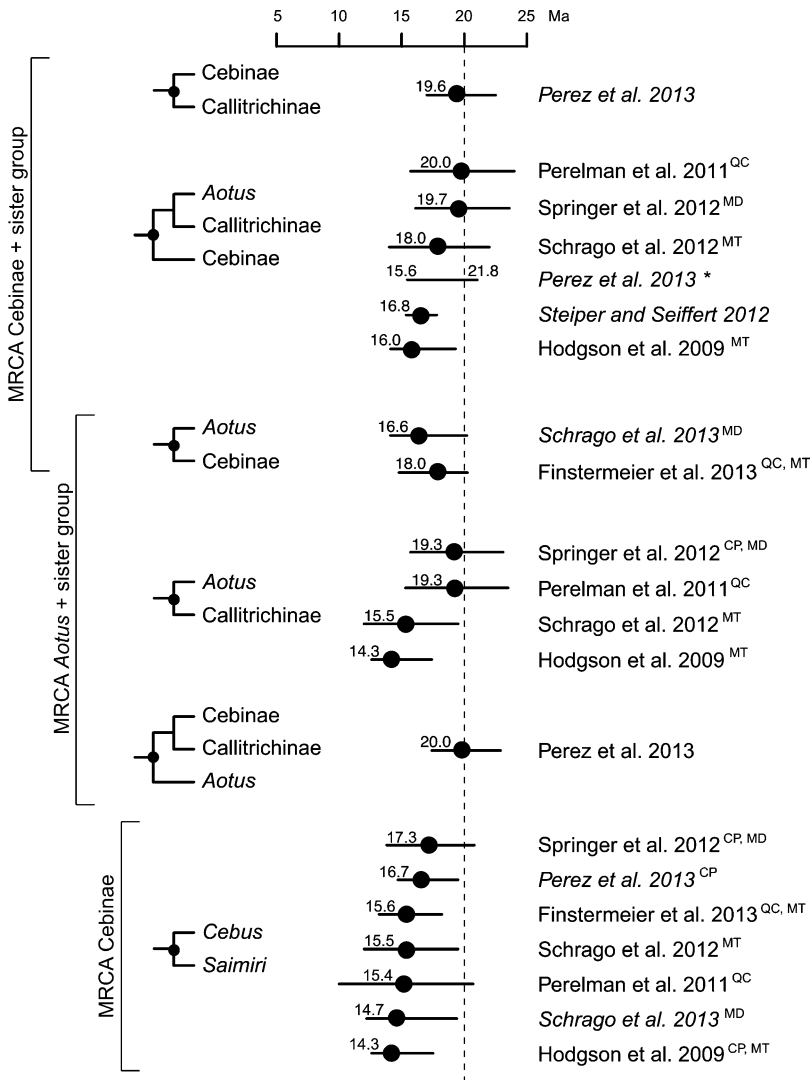 5 10 15 20 25 Ma
MRCA Cebinae + sister group
Cebinae
Callitrichinae
19.6 Perez et al. 2013
20.0 Perelman et al. 2011 QC
Aotus
19.7 Springer et al. 2012 MD
Callitrichinae
18.0 Schrago et al. 2012 MT
Cebinae
15.6 21.8 Perez et al. 2013 *
16.8 Steiper and Seiffert 2012
16.0 Hodgson et al. 2009 MT
MRCA Aotus + sister group
Aotus
16.6 Schrago et al. 2013 MD
Cebinae
18.0 Finstermeier et al. 2013 QC, MT
19.3 Springer et al. 2012 CP, MD
Aotus
19.3 Perelman et al. 2011 QC
Callitrichinae
15.5 Schrago et al. 2012 MT
14.3 Hodgson et al. 2009 MT
Cebinae
Callitrichinae
20.0 Perez et al. 2013
Aotus
MRCA Cebinae
17.3 Springer et al. 2012 CP, MD
16.7 Perez et al. 2013 CP
15.6 Finstermeier et al. 2013 QC, MT
Cebus
15.5 Schrago et al. 2012 MT
Saimiri
15.4 Perelman et al. 2011 QC
14.7 Schrago et al. 2013 MD
14.3 Hodgson et al. 2009 CP, MT